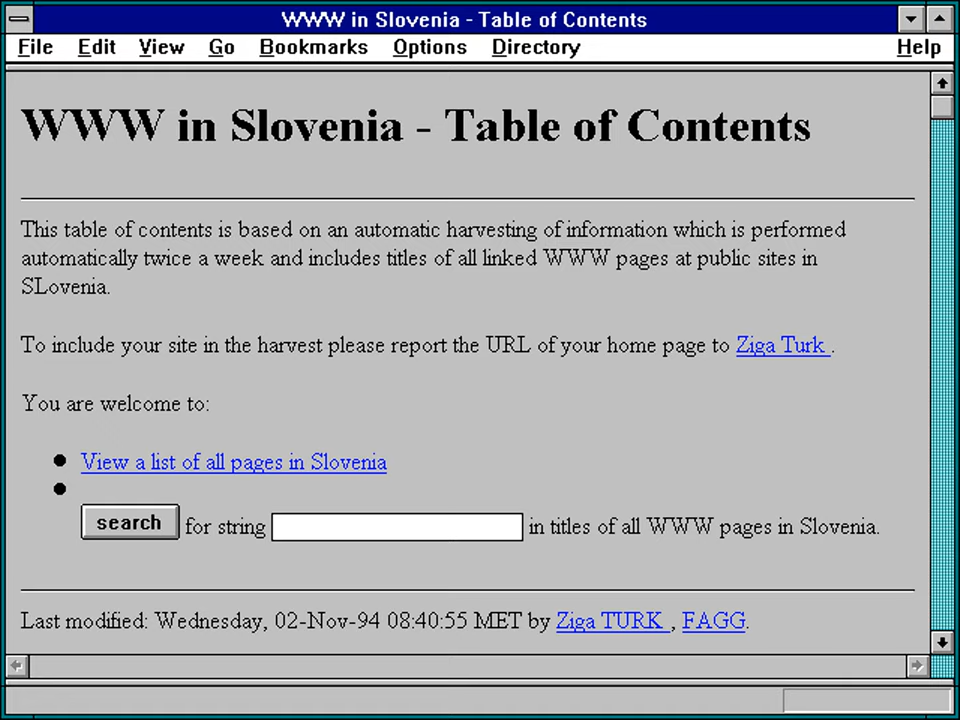 WWW in Slovenia - Table of Contents
File Edit View Go Bookmarks Options Directory Help
WWW in Slovenia - Table of Contents
This table of contents is based on an automatic harvesting of information which is performed
automatically twice a week and includes titles of all linked WWW pages at public sites in
SLovenia.
To include your site in the harvest please report the URL of your home page to Ziga Turk .
You are welcome to:
View a list of all pages in Slovenia
search for string in titles of all WWW pages in Slovenia.
Last modified: Wednesday, 02-Nov-94 08:40:55 MET by Ziga TURK , FAGG.